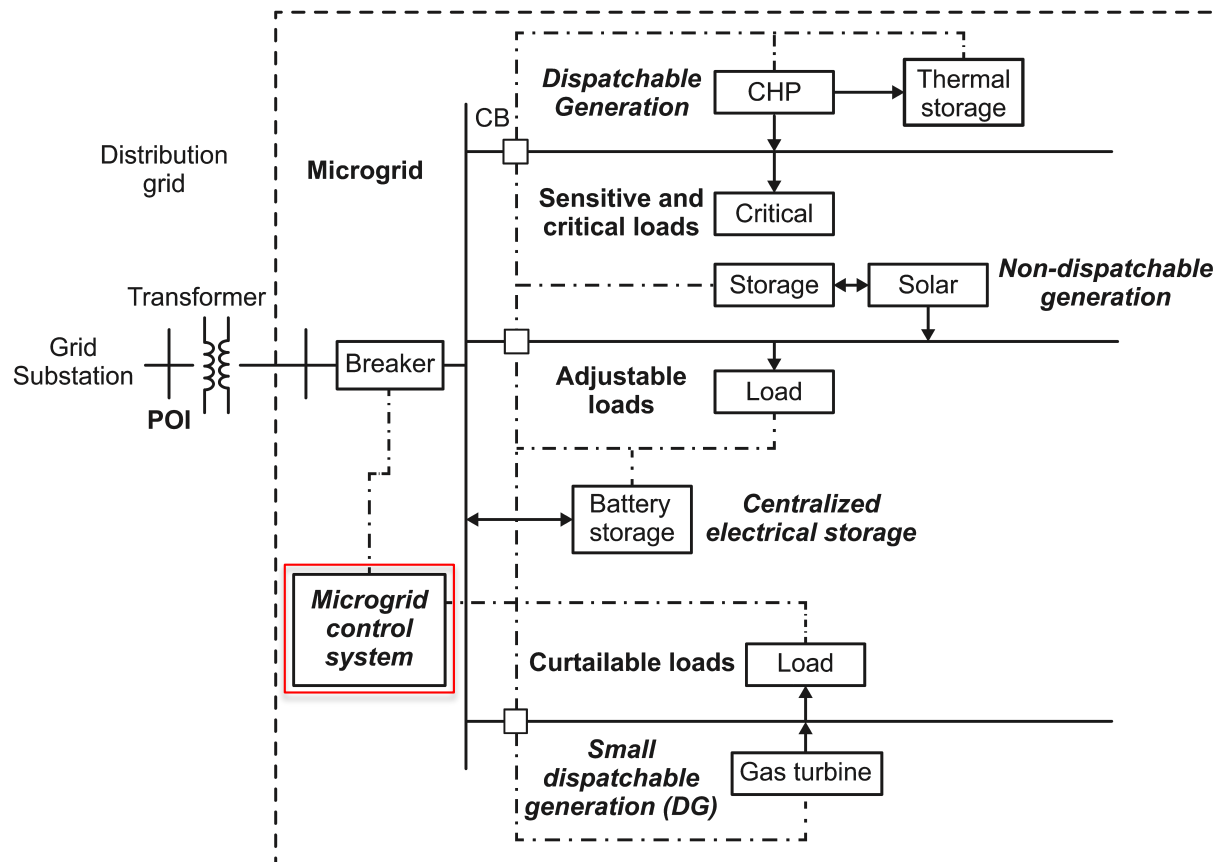 CB
Dispatchable
Generation
CHP
Thermal
storage
Distribution
grid
Microgrid
Sensitive and
critical loads
Critical
Storage
Solar
Non-dispatchable
generation
Transformer
Grid
Substation
POI
Breaker
Adjustable
loads
Load
Battery
storage
Centralized
electrical storage
Microgrid
control
system
Curtailable loads
Load
Small
dispatchable
generation (DG)
Gas turbine